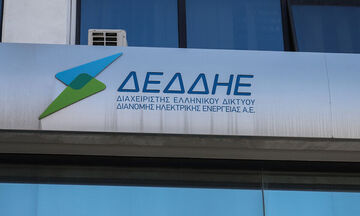 ΔΕΔΔΗΕ
ΔΙΑΧΕΙΡΙΣΤΗΣ ΕΛΛΗΝΙΚΟΥ ΔΙΚΤΥΟΥ
ΔΙΑΝΟΜΗΣ ΗΛΕΚΤΡΙΚΗΣ ΕΝΕΡΓΕΙΑΣ Α.Ε.